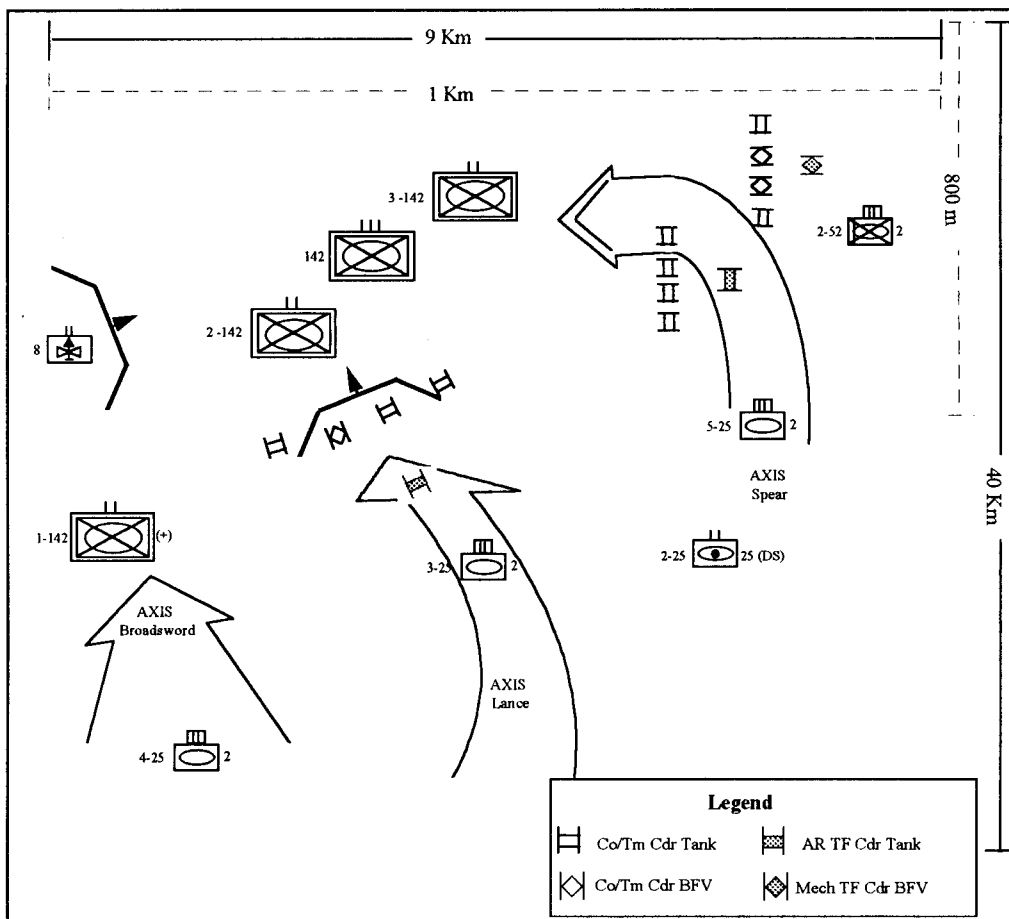 9 Km
1 Km
800 m
40 Km
3 -142
142
2 -142
8
2-52 2
5-25 2
AXIS
Spear
1-142 (+)
3-25 2
2-25 25 (DS)
AXIS
Broadsword
AXIS
Lance
4-25 2
Legend
Co/Tm Cdr Tank
AR TF Cdr Tank
Co/Tm Cdr BFV
Mech TF Cdr BFV